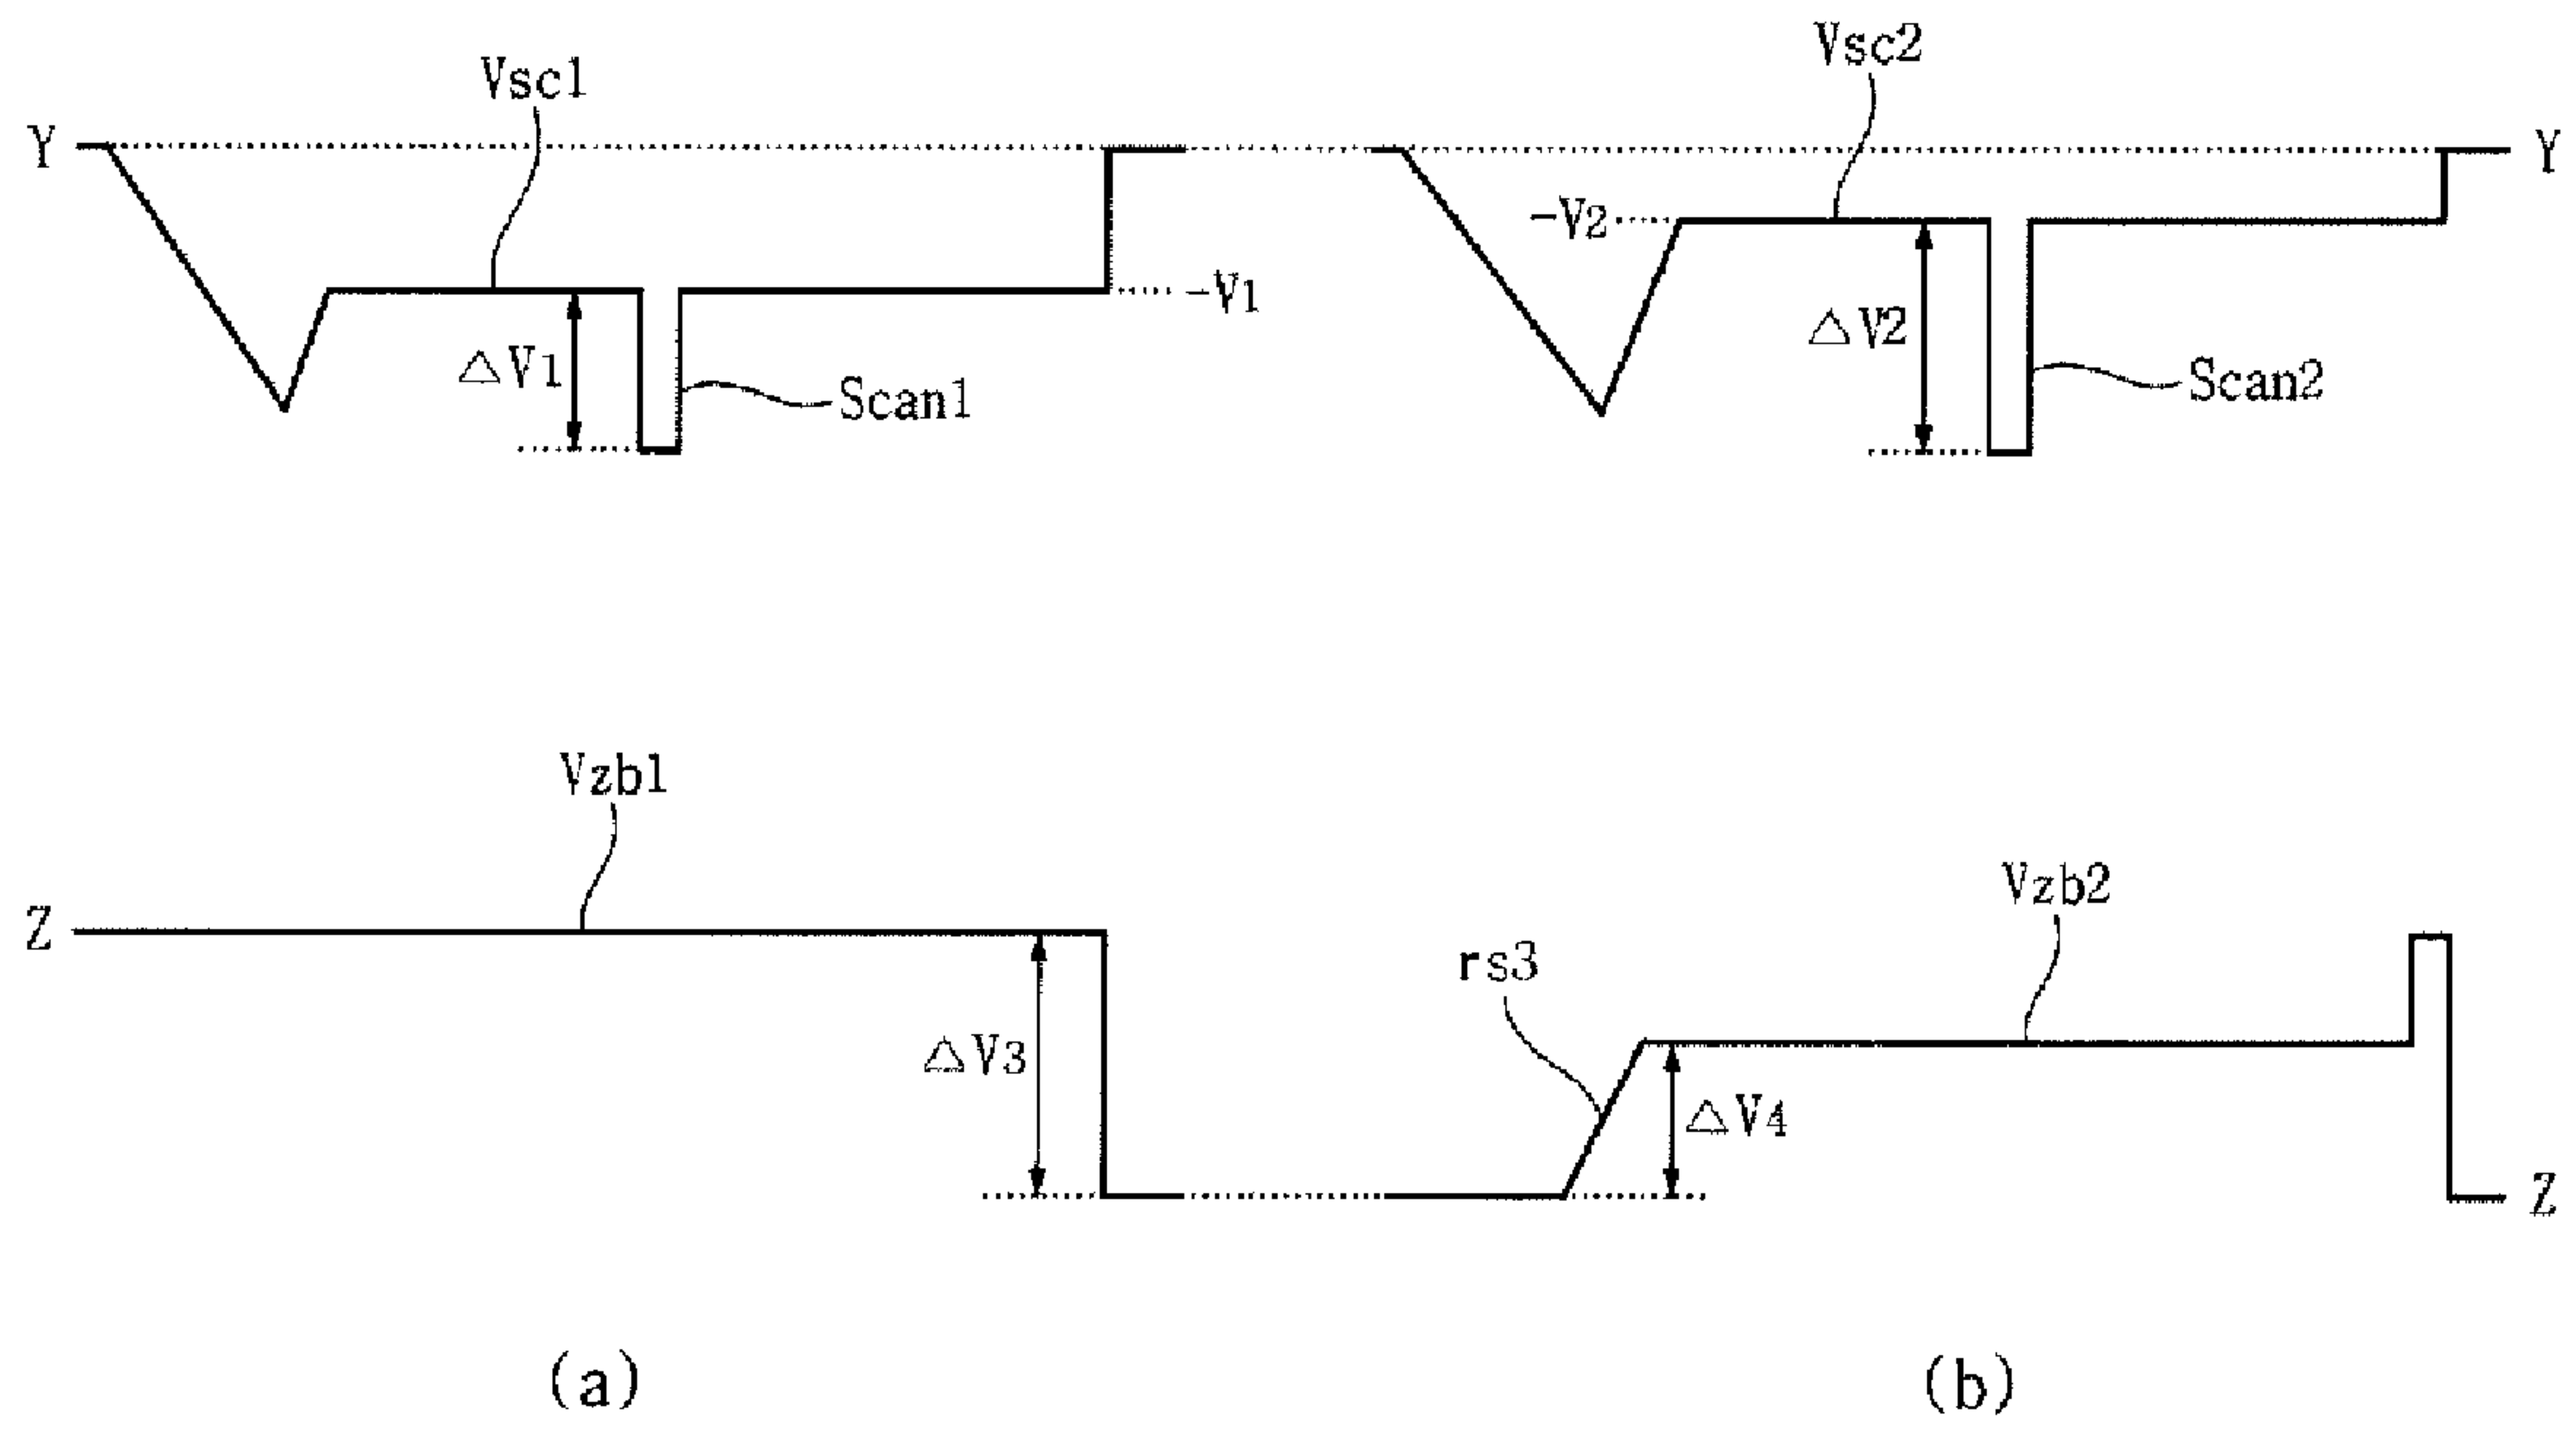 Vsc1
Vsc2
Y
Y
-V2
-V1
△V1
Scan1
△V2
Scan2
Vzb1
Vzb2
Z
rs3
△V3
△V4
Z
(a)
(b)